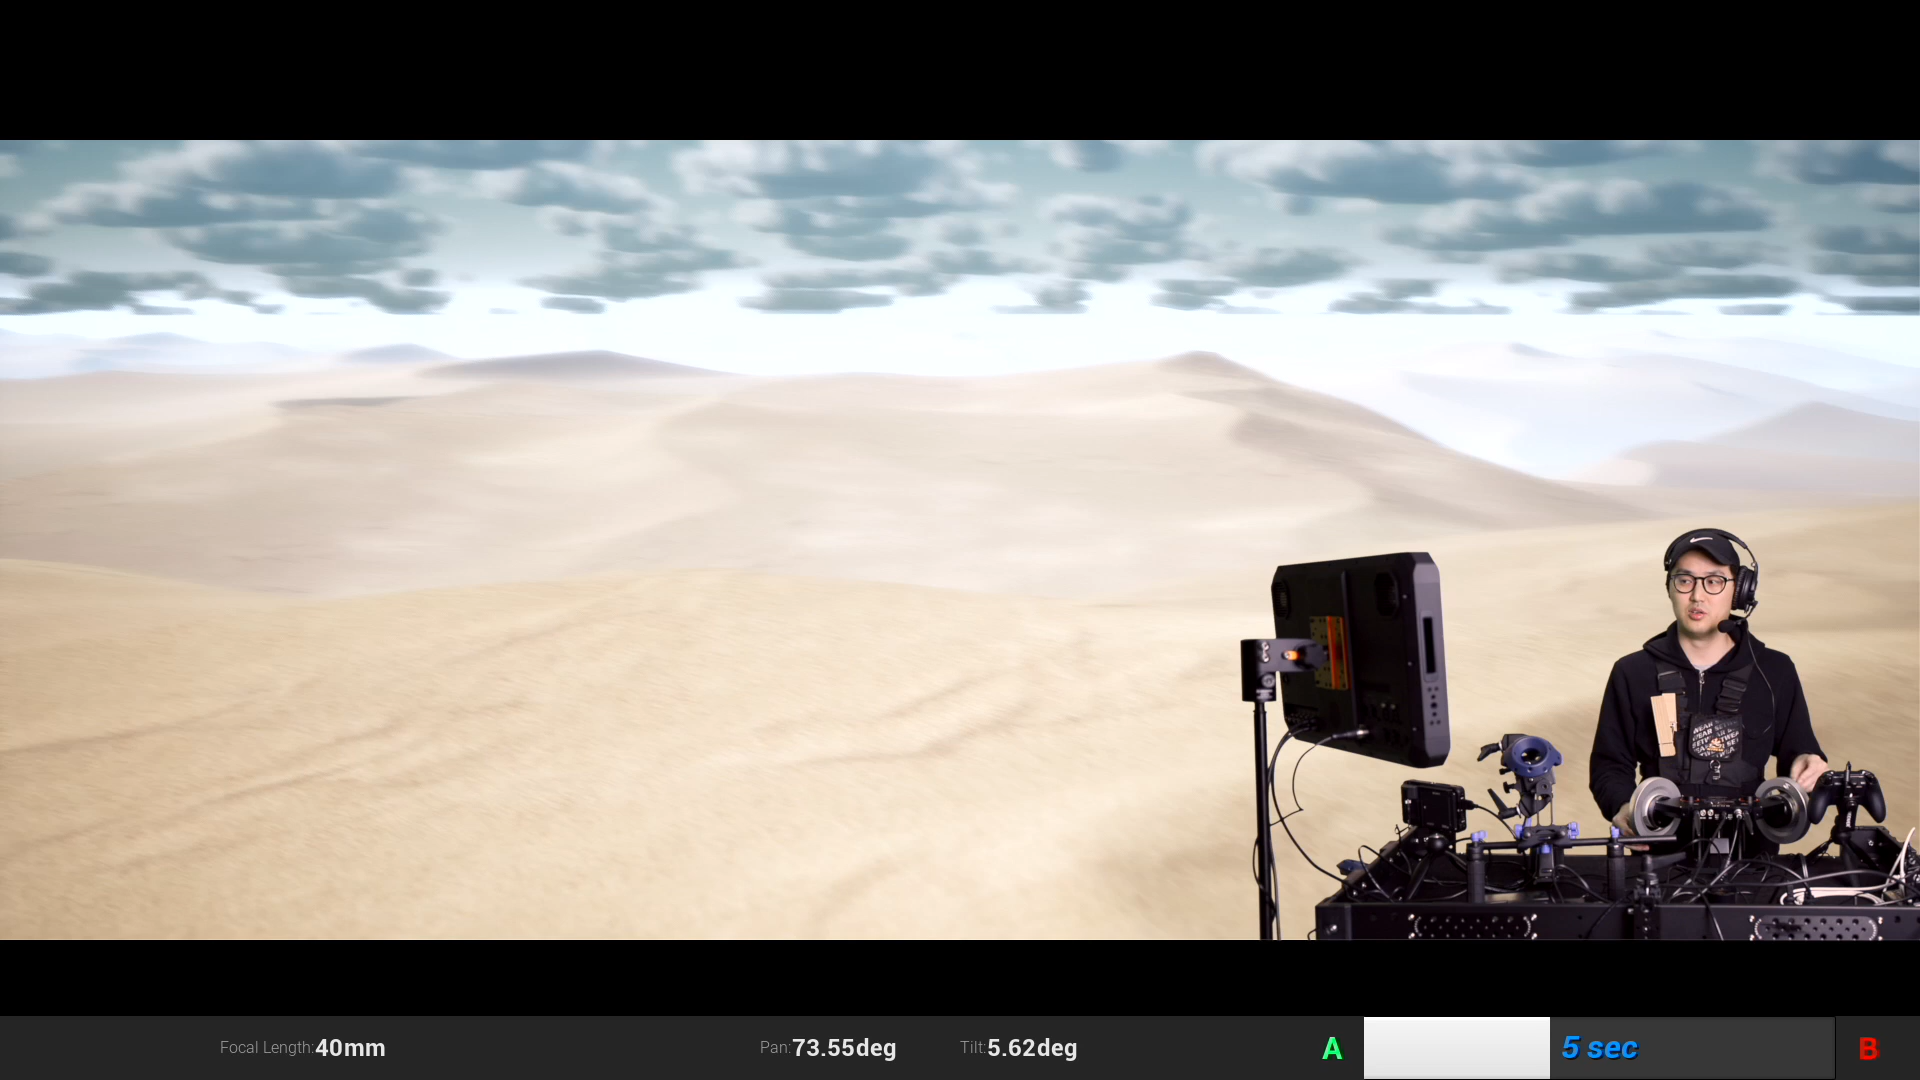 Focal Length:40mm
Pan:73.55deg
Tilt:5.62deg
A
5 sec
B